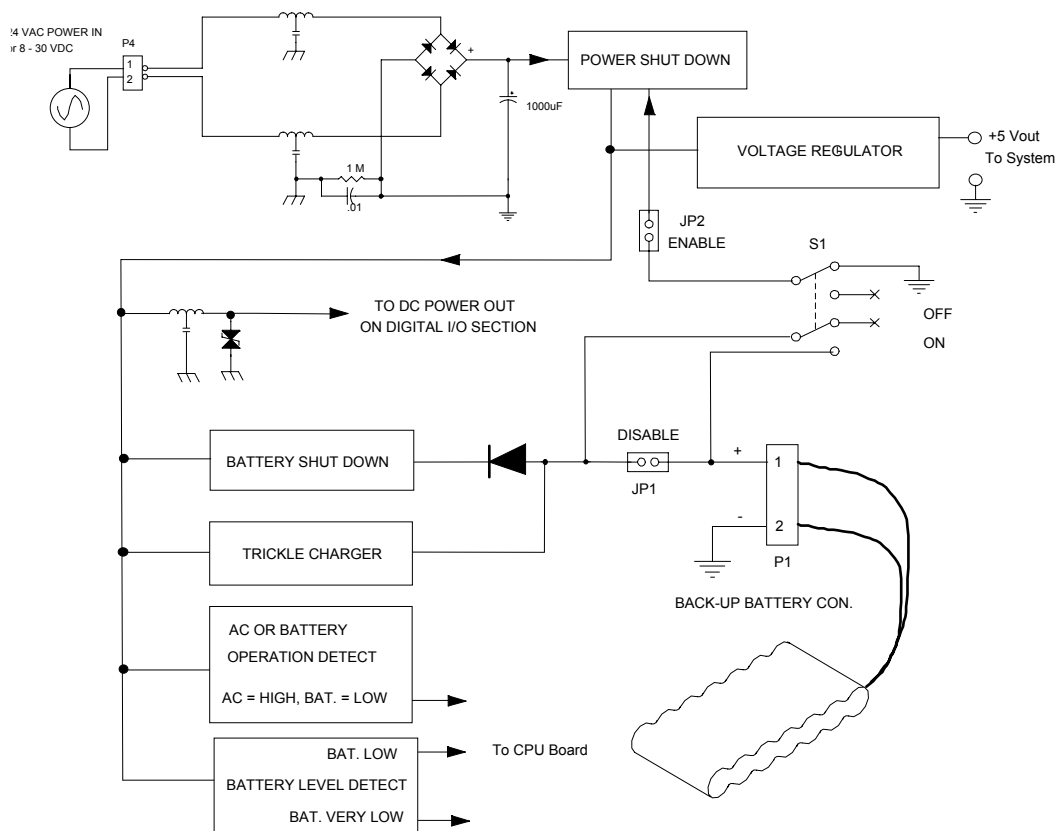 24 VAC POWER IN
or 8 - 30 VDC
P4
1
2
+
+
1000uF
POWER SHUT DOWN
VOLTAGE REGULATOR
+5 Vout
To System
1 M
.01
JP2
ENABLE
S1
OFF
ON
TO DC POWER OUT
ON DIGITAL I/O SECTION
DISABLE
JP1
BATTERY SHUT DOWN
+
1
-
2
P1
TRICKLE CHARGER
BACK-UP BATTERY CON.
AC OR BATTERY
OPERATION DETECT
AC = HIGH, BAT. = LOW
BAT. LOW
To CPU Board
BATTERY LEVEL DETECT
BAT. VERY LOW